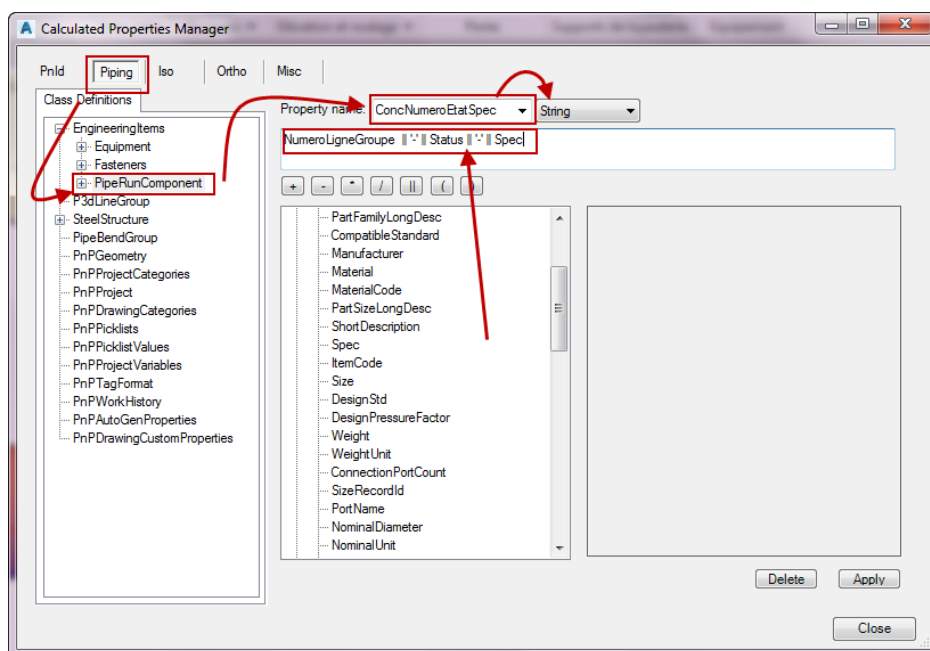 Calculated Properties Manager
PnId Piping Iso Ortho Misc
Class Definitions
EngineeringItems
Equipment
Fasteners
PipeRunComponent
P3dLineGroup
SteelStructure
PipeBendGroup
PnPGeometry
PnPProjectCategories
PnPProject
PnPDrawingCategories
PnPPicklists
PnPPicklistValues
PnPProjectVariables
PnPTagFormat
PnPWorkHistory
PnPAutoGenProperties
PnPDrawingCustomProperties
Property name: ConcNumeroEtatSpec String
NumeroLigneGroupe || '-' || Status || '-' || Spec
+ - * / || ( )
PartFamilyLongDesc
CompatibleStandard
Manufacturer
Material
MaterialCode
PartSizeLongDesc
ShortDescription
Spec
ItemCode
Size
DesignStd
DesignPressureFactor
Weight
WeightUnit
ConnectionPortCount
SizeRecordId
PortName
NominalDiameter
NominalUnit
Delete Apply
Close